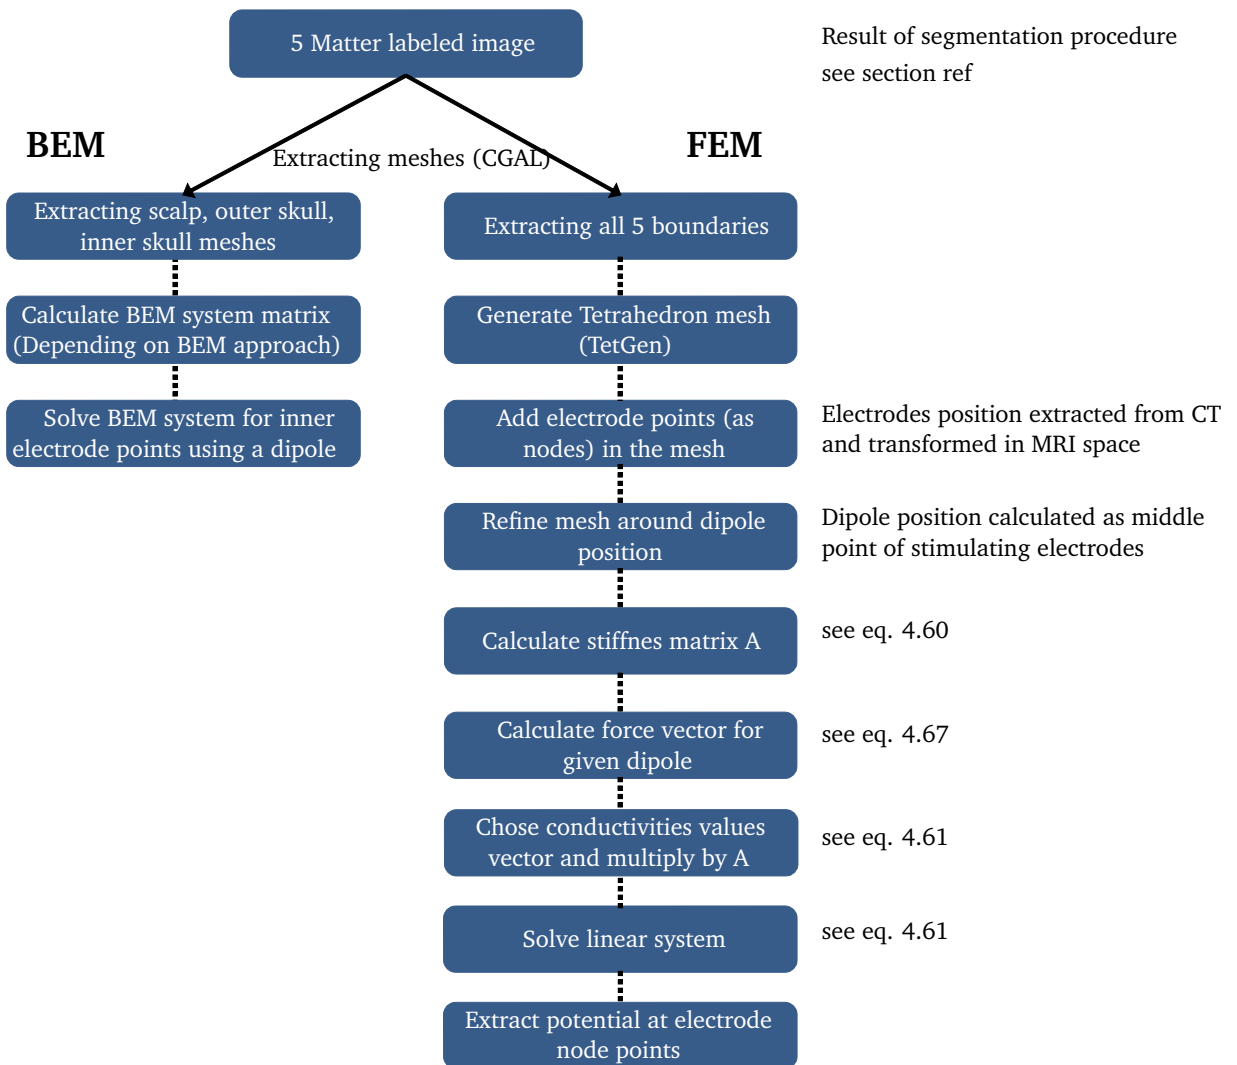 5 Matter labeled image
Result of segmentation procedure
see section ref
BEM
FEM
Extracting meshes (CGAL)
Extracting scalp, outer skull,
inner skull meshes
Calculate BEM system matrix
(Depending on BEM approach)
Solve BEM system for inner
electrode points using a dipole
Extracting all 5 boundaries
Generate Tetrahedron mesh
(TetGen)
Add electrode points (as
nodes) in the mesh
Electrodes position extracted from CT
and transformed in MRI space
Refine mesh around dipole
position
Dipole position calculated as middle
point of stimulating electrodes
Calculate stiffnes matrix A
see eq. 4.60
Calculate force vector for
given dipole
see eq. 4.67
Chose conductivities values
vector and multiply by A
see eq. 4.61
Solve linear system
see eq. 4.61
Extract potential at electrode
node points